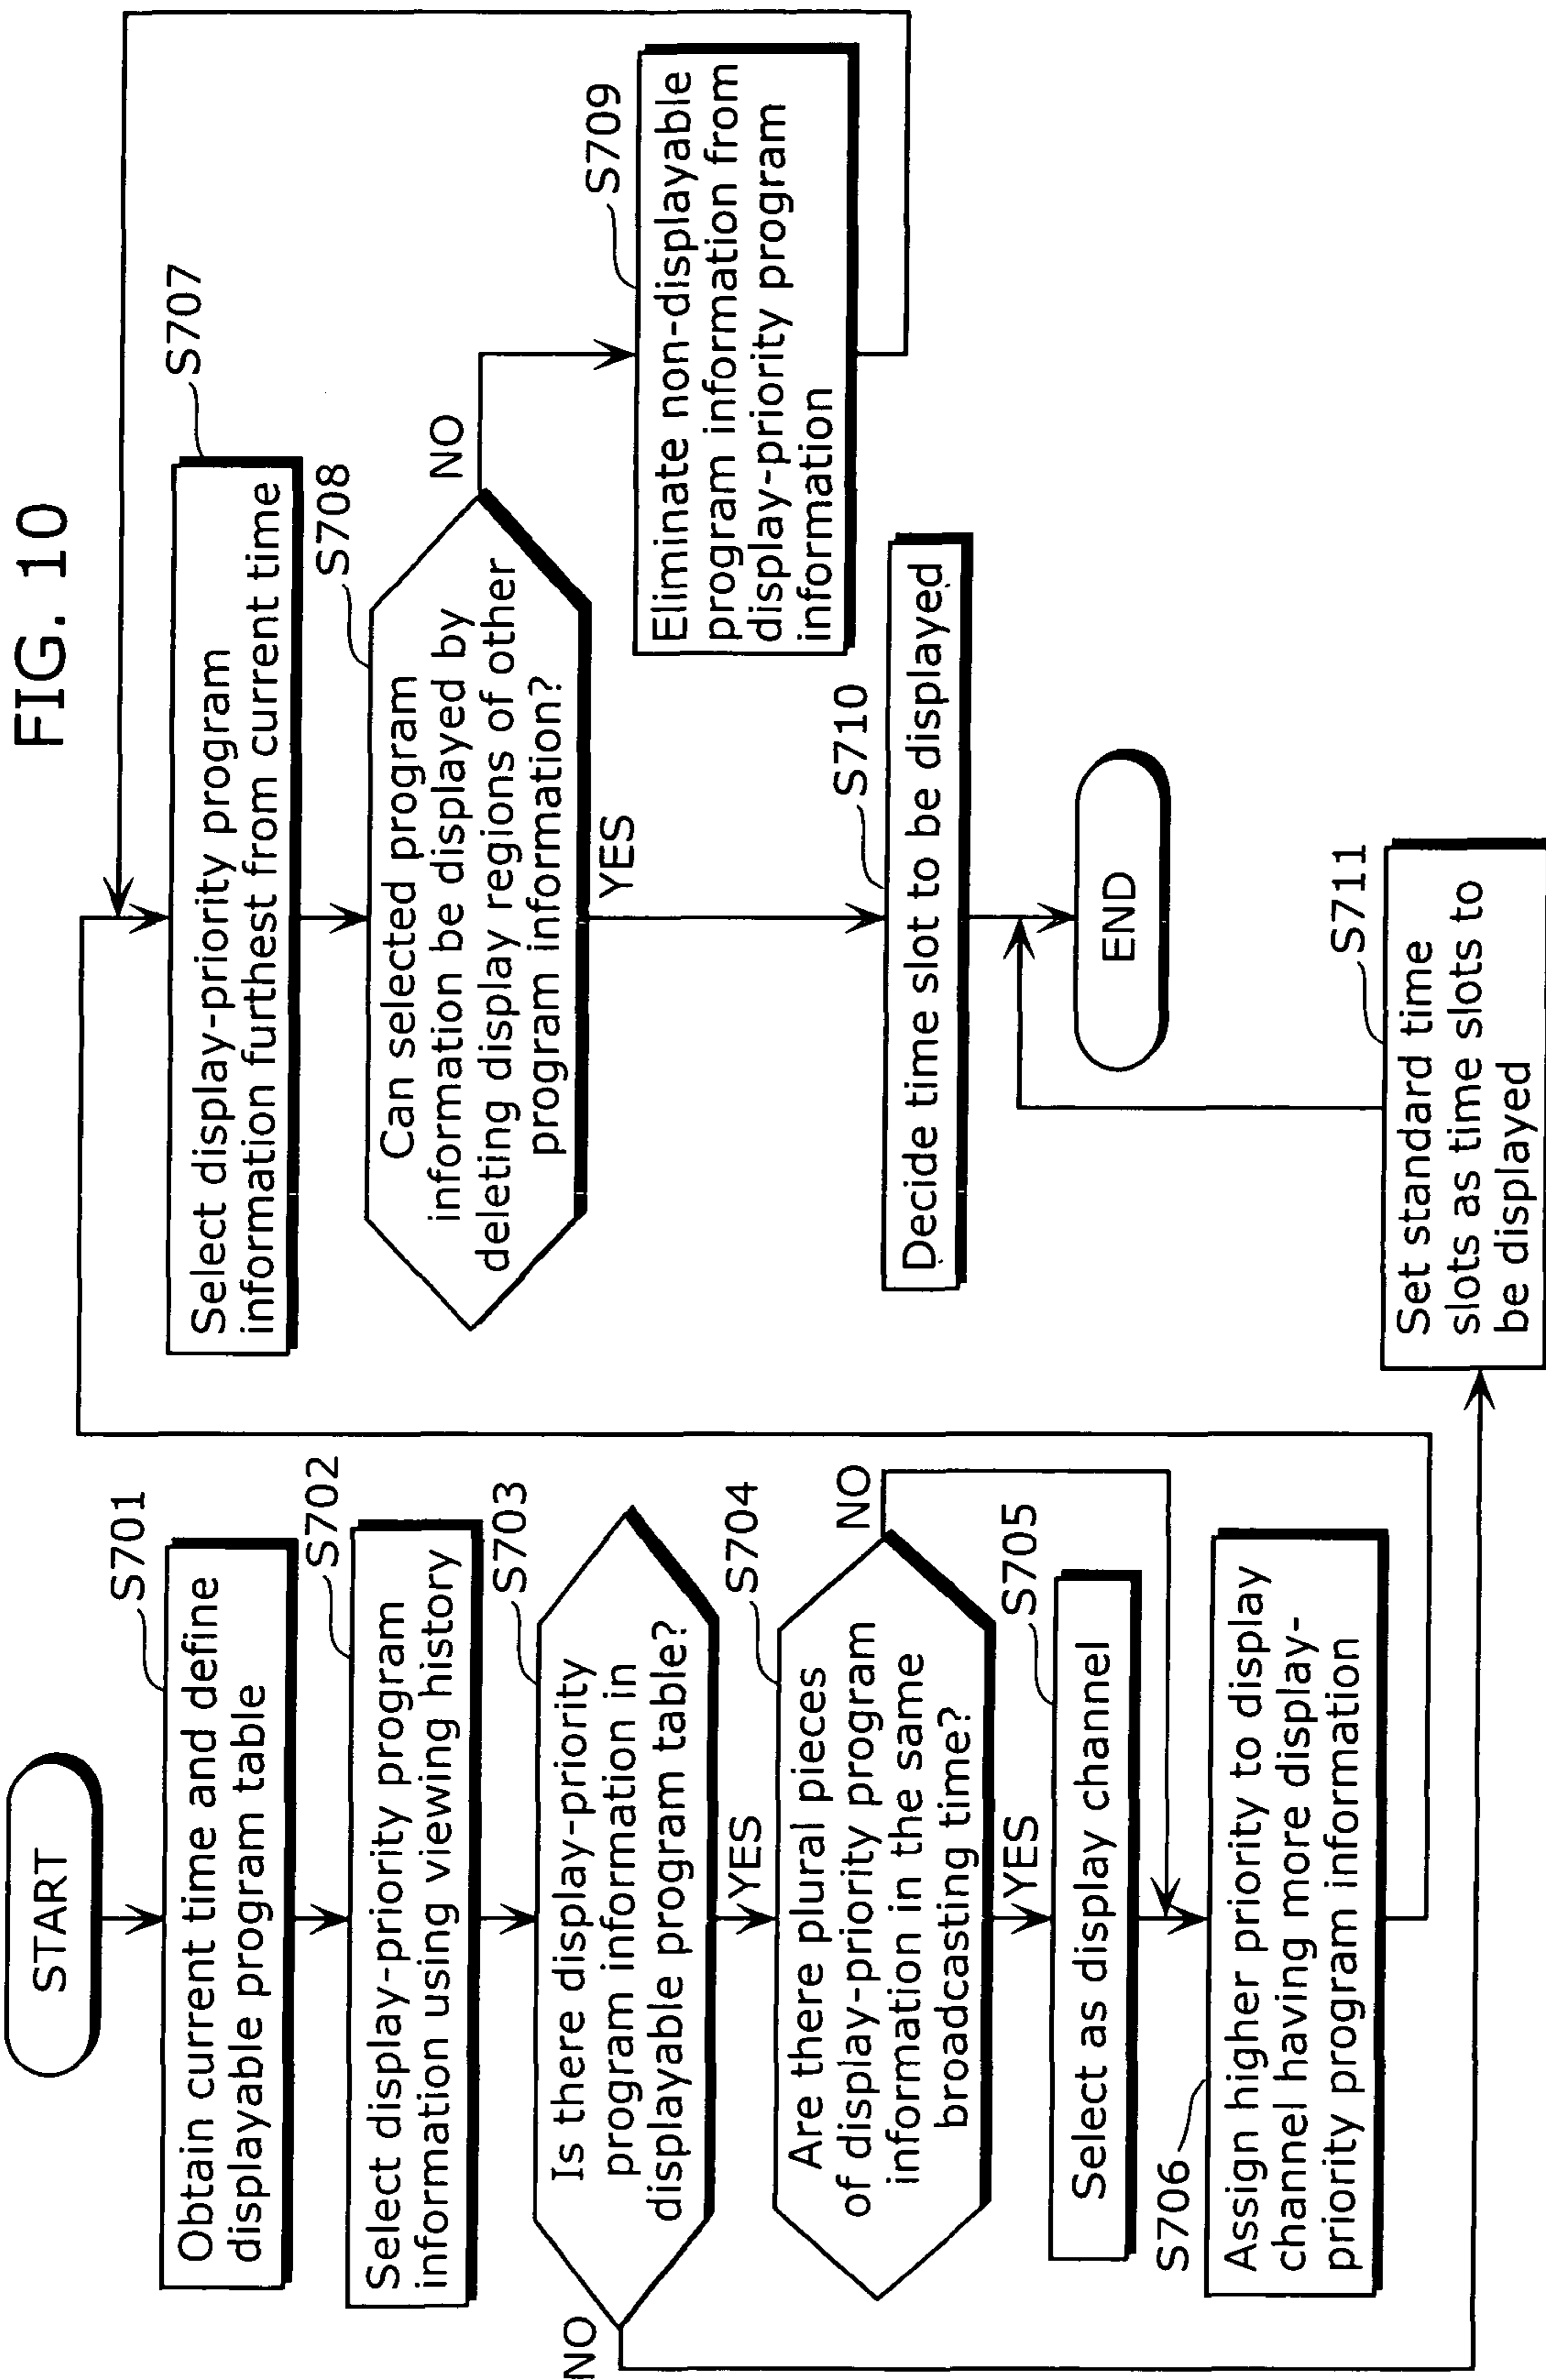 FIG. 10
START
S701
Obtain current time and define
displayable program table
S702
Select display-priority program
information using viewing history
S703
Is there display-priority
program information in
displayable program table?
NO
YES
S704
Are there plural pieces
of display-priority program
information in the same
broadcasting time?
NO
YES
S705
Select as display channel
S706
Assign higher priority to display
channel having more display-
priority program information
S707
Select display-priority program
information furthest from current time
S708
Can selected program
information be displayed by
deleting display regions of other
program information?
NO
YES
S709
Eliminate non-displayable
program information from
display-priority program
information
S710
Decide time slot to be displayed
END
S711
Set standard time
slots as time slots to
be displayed